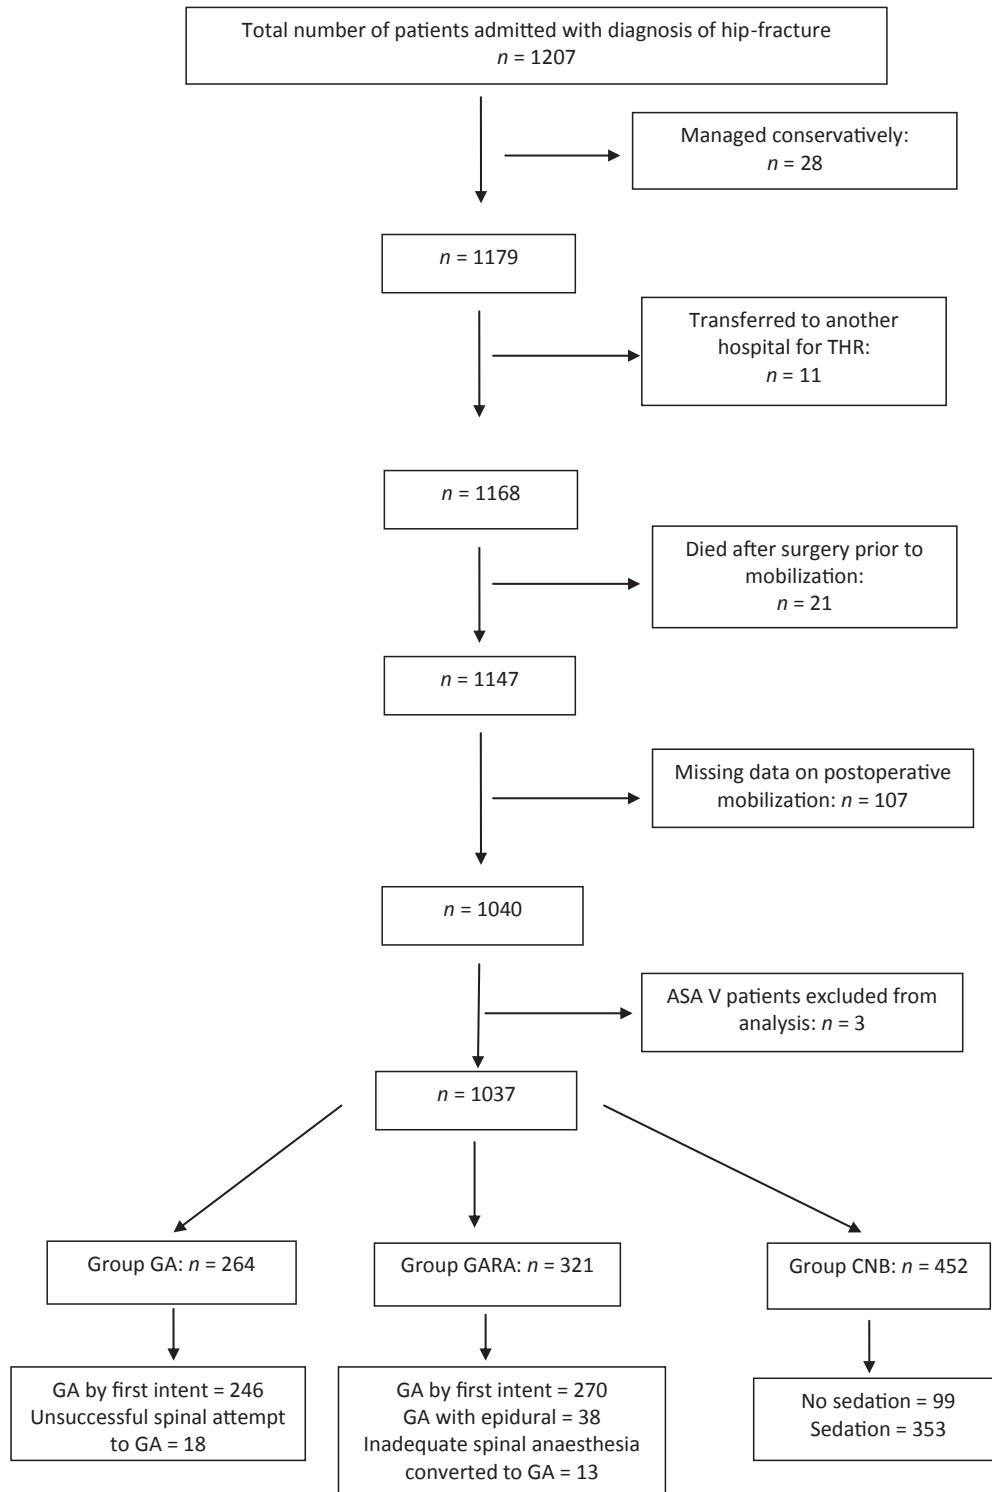 Total number of patients admitted with diagnosis of hip-fracture
n = 1207
Managed conservatively:
n = 28
n = 1179
Transferred to another
hospital for THR:
n = 11
n = 1168
Died after surgery prior to
mobilization:
n = 21
n = 1147
Missing data on postoperative
mobilization: n = 107
n = 1040
ASA V patients excluded from
analysis: n = 3
n = 1037
Group GA: n = 264
Group GARA: n = 321
Group CNB: n = 452
GA by first intent = 246
Unsuccessful spinal attempt
to GA = 18
GA by first intent = 270
GA with epidural = 38
Inadequate spinal anaesthesia
converted to GA = 13
No sedation = 99
Sedation = 353